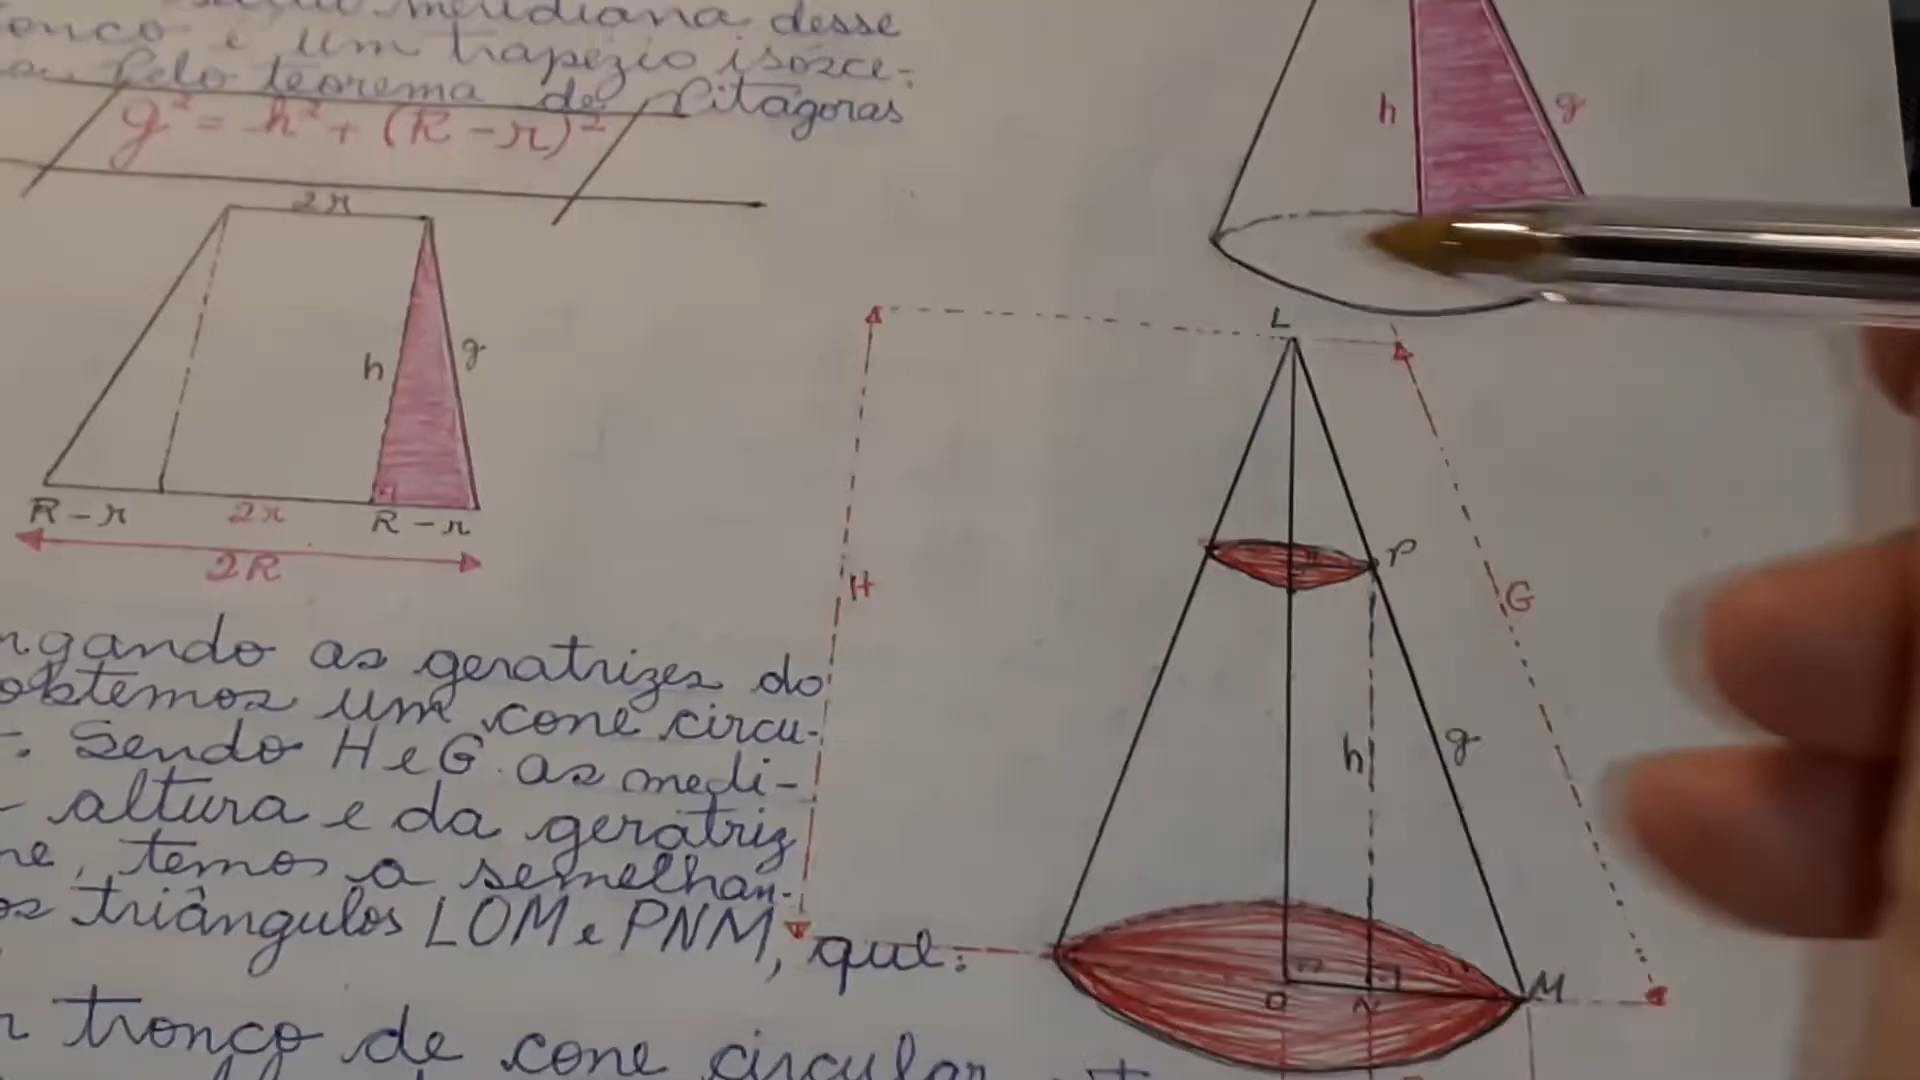 meridiana desse
onco é um trapézio isósce-
Pelo teorema de Pitágoras
g² = h² + (R - r)²
2r
h
g
R - r
2r
R - r
2R
ngando as geratrizes do
obtemos um cone circu-
r. Sendo H e G as medi-
altura e da geratriz
ne, temos a semelhan-
os triângulos LOM e PNM, que:
tronco de cone circular
h
g
L
P
H
G
h
g
O
N
M